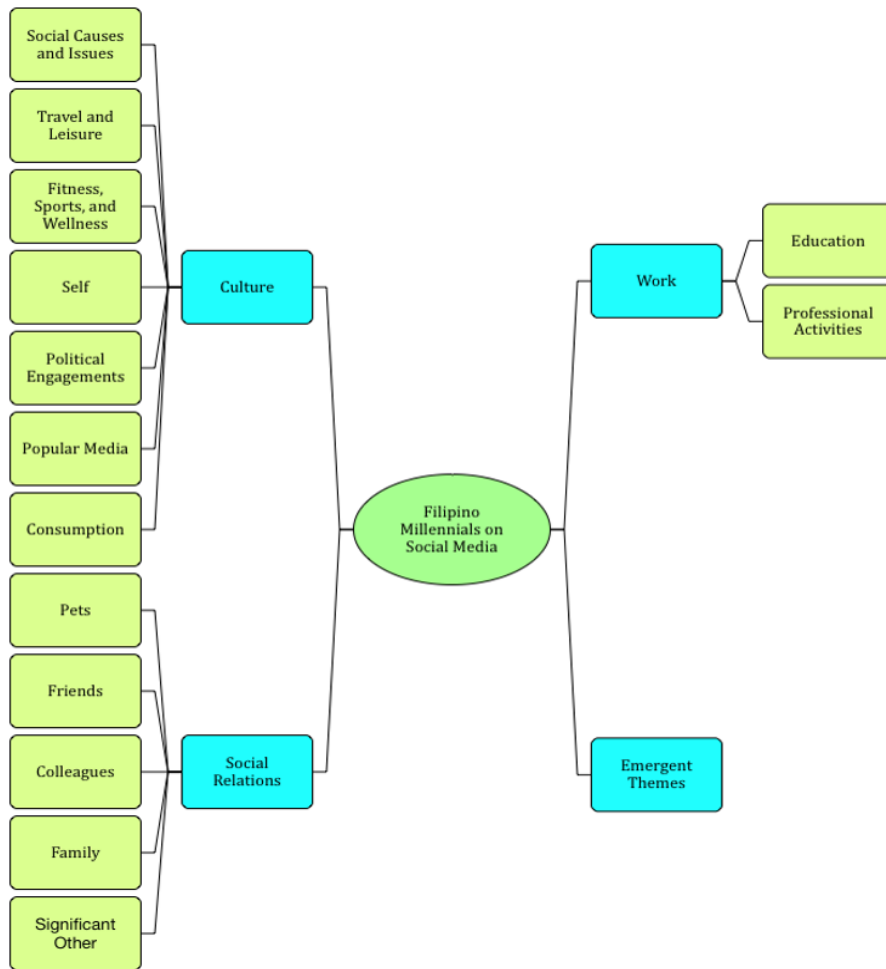 Social Causes
and Issues
Travel and
Leisure
Fitness,
Sports, and
Wellness
Self
Political
Engagements
Popular Media
Consumption
Pets
Friends
Colleagues
Family
Significant
Other
Culture
Social
Relations
Filipino
Millennials on
Social Media
Work
Emergent
Themes
Education
Professional
Activities